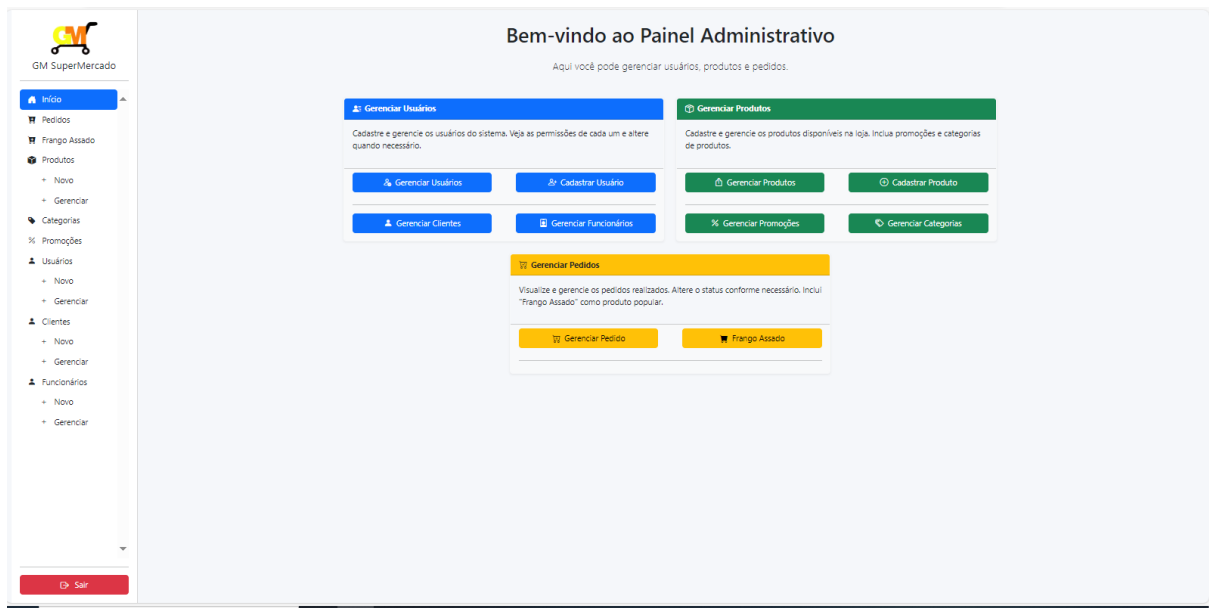 GM
GM SuperMercado
Início
Pedidos
Frango Assado
Produtos
+ Novo
+ Gerenciar
Categorias
% Promoções
Usuários
+ Novo
+ Gerenciar
Clientes
+ Novo
+ Gerenciar
Funcionários
+ Novo
+ Gerenciar
Sair
Bem-vindo ao Painel Administrativo
Aqui você pode gerenciar usuários, produtos e pedidos.
Gerenciar Usuários
Cadastre e gerencie os usuários do sistema. Veja as permissões de cada um e altere
quando necessário.
Gerenciar Usuários
Cadastrar Usuário
Gerenciar Clientes
Gerenciar Funcionários
Gerenciar Produtos
Cadastre e gerencie os produtos disponíveis na loja. Inclua promoções e categorias
de produtos.
Gerenciar Produtos
Cadastrar Produto
% Gerenciar Promoções
Gerenciar Categorias
Gerenciar Pedidos
Visualize e gerencie os pedidos realizados. Altere o status conforme necessário. Inclui
"Frango Assado" como produto popular.
Gerenciar Pedido
Frango Assado